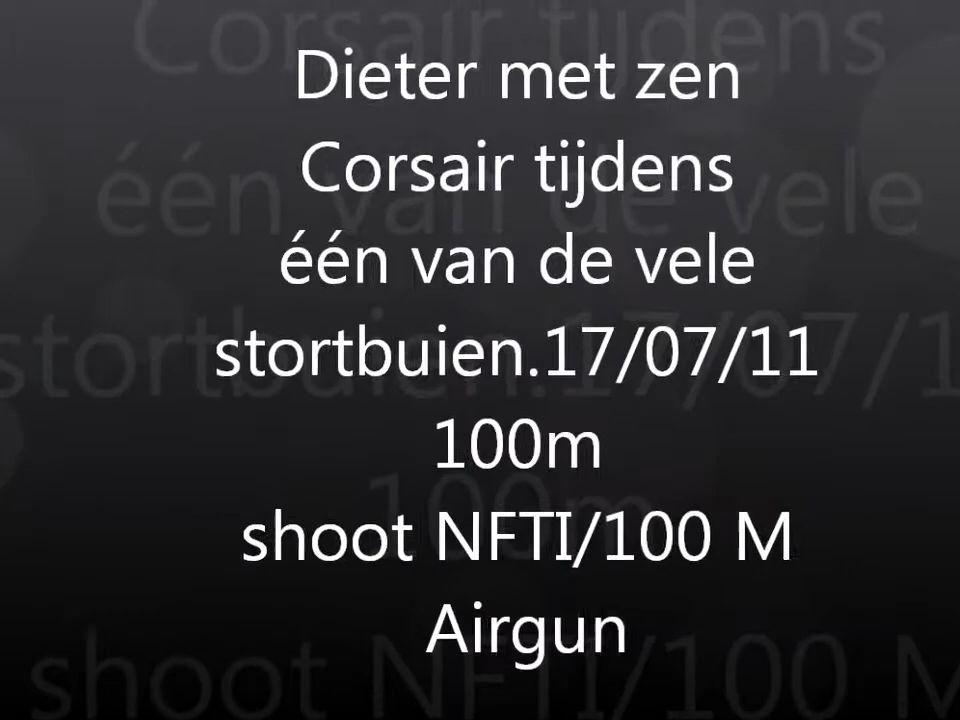 Dieter met zen
Corsair tijdens
één van de vele
stortbuien.17/07/11
100m
shoot NFTI/100 M
Airgun